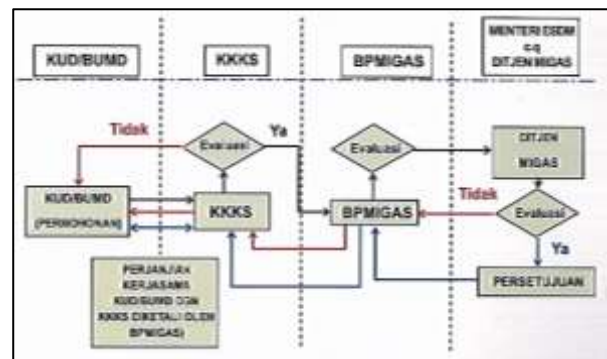 KUD/BUMD
KKKS
BPMIGAS
MENTERI ESDM
c.q
DITJEN MIGAS
Tidak
Evaluasi
Ya
Evaluasi
DITJEN
MIGAS
KUD/BUMD
(PERMOHONAN)
KKKS
BPMIGAS
Tidak
Evaluasi
Ya
PERJANJIAN
KERJASAMA
KUD/BUMD DGN
KKKS DIKETAHUI OLEH
BPMIGAS)
PERSETUJUAN